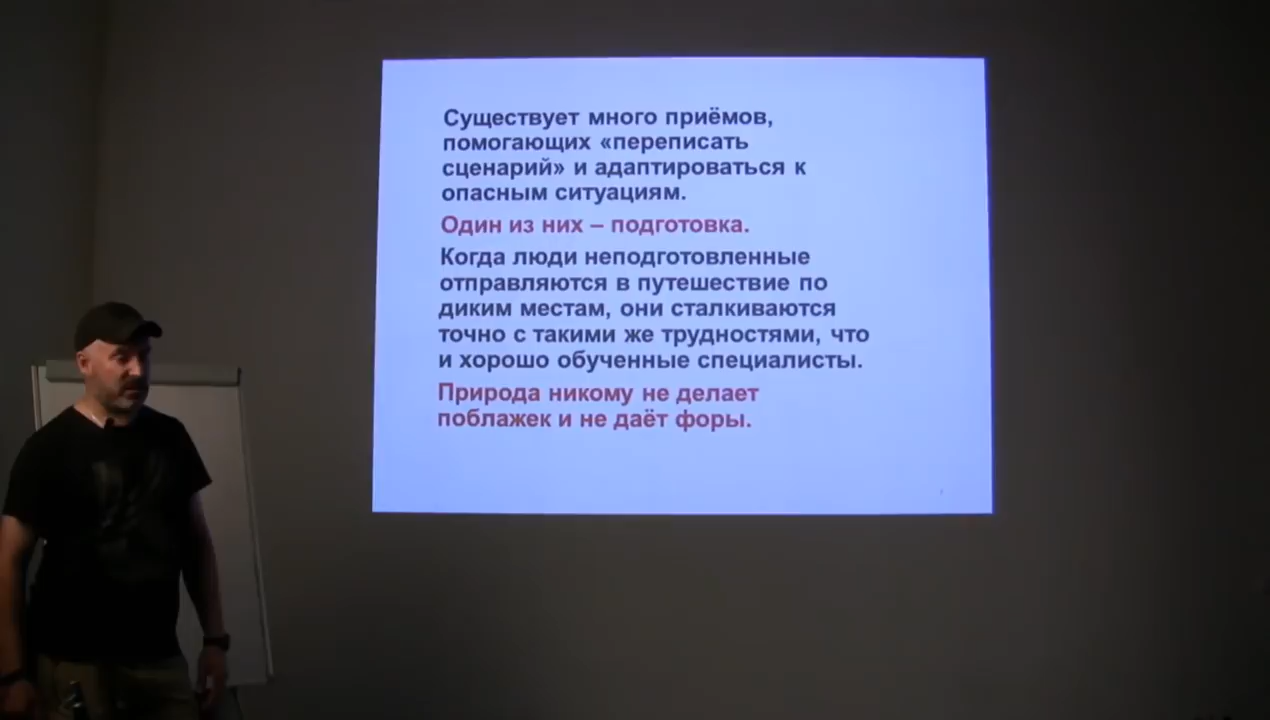 Существует много приёмов,
помогающих «переписать
сценарий» и адаптироваться к
опасным ситуациям.
Один из них – подготовка.
Когда люди неподготовленные
отправляются в путешествие по
диким местам, они сталкиваются
точно с такими же трудностями, что
и хорошо обученные специалисты.
Природа никому не делает
поблажек и не даёт форы.